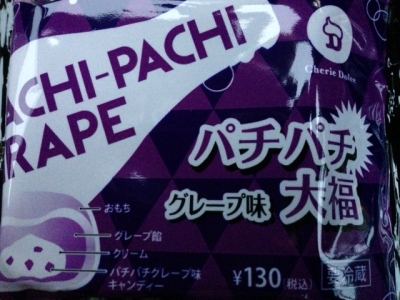 ACHI-PACHI
RAPE
Cherie Dolce
パチパチ
グレープ味 大福
おもち
グレープ餡
クリーム
パチパチグレープ味
キャンディー
¥130(税込)
要冷蔵